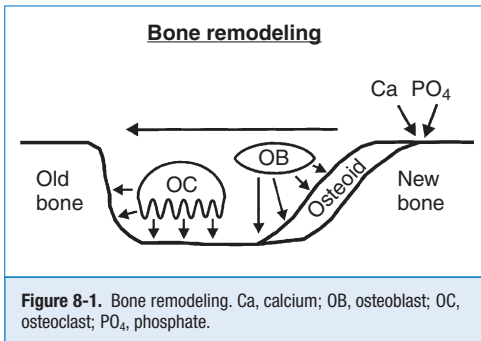 Bone remodeling
Ca PO₄
Old
bone
OC
OB
Osteoid
New
bone
Figure 8-1. Bone remodeling. Ca, calcium; OB, osteoblast; OC,
osteoclast; PO₄, phosphate.